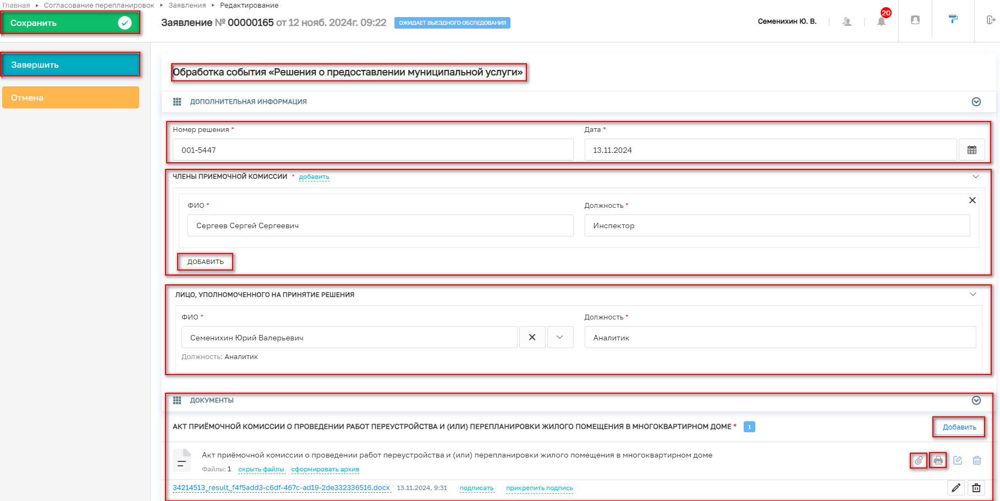 Главная ▸ Согласование перепланировок ▸ Заявления ▸ Редактирование
Сохранить
Заявление № 00000165 от 12 нояб. 2024г. 09:22
ОЖИДАЕТ ВЫЕЗДНОГО ОБСЛЕДОВАНИЯ
Семенихин Ю. В.
20
Завершить
Отмена
Обработка события «Решения о предоставлении муниципальной услуги»
ДОПОЛНИТЕЛЬНАЯ ИНФОРМАЦИЯ
Номер решения *
Дата *
001-5447
13.11.2024
ЧЛЕНЫ ПРИЕМОЧНОЙ КОМИССИИ * добавить
ФИО *
Должность *
Сергеев Сергей Сергеевич
Инспектор
ДОБАВИТЬ
ЛИЦО, УПОЛНОМОЧЕННОГО НА ПРИНЯТИЕ РЕШЕНИЯ
ФИО *
Должность *
Семенихин Юрий Валерьевич
Аналитик
Должность: Аналитик
ДОКУМЕНТЫ
АКТ ПРИЁМОЧНОЙ КОМИССИИ О ПРОВЕДЕНИИ РАБОТ ПЕРЕУСТРОЙСТВА И (ИЛИ) ПЕРЕПЛАНИРОВКИ ЖИЛОГО ПОМЕЩЕНИЯ В МНОГОКВАРТИРНОМ ДОМЕ * 1
Добавить
Акт приёмочной комиссии о проведении работ переустройства и (или) перепланировки жилого помещения в многоквартирном доме
Файлы: 1 скрыть файлы сформировать архив
34214513_result_f4f5add3-c6df-467c-ad19-2de332336516.docx 13.11.2024, 9:31 подписать прикрепить подпись